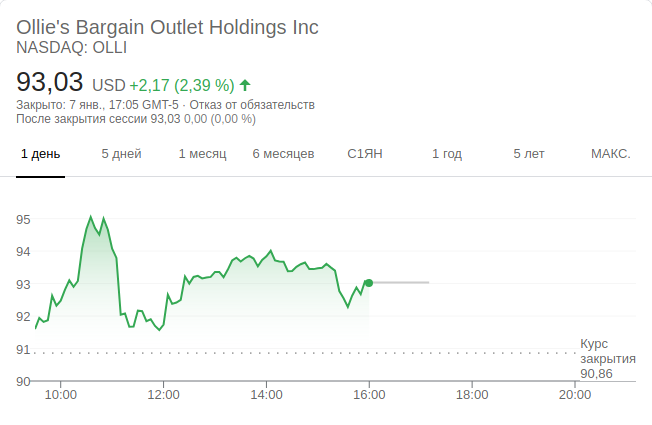 Ollie's Bargain Outlet Holdings Inc
NASDAQ: OLLI
93,03 USD +2,17 (2,39 %)
Закрыто: 7 янв., 17:05 GMT-5 · Отказ от обязательств
После закрытия сессии 93,03 0,00 (0,00 %)
1 день 5 дней 1 месяц 6 месяцев С1ЯН 1 год 5 лет МАКС.
95
94
93
92
91
90
Курс
закрытия
90,86
10:00 12:00 14:00 16:00 18:00 20:00